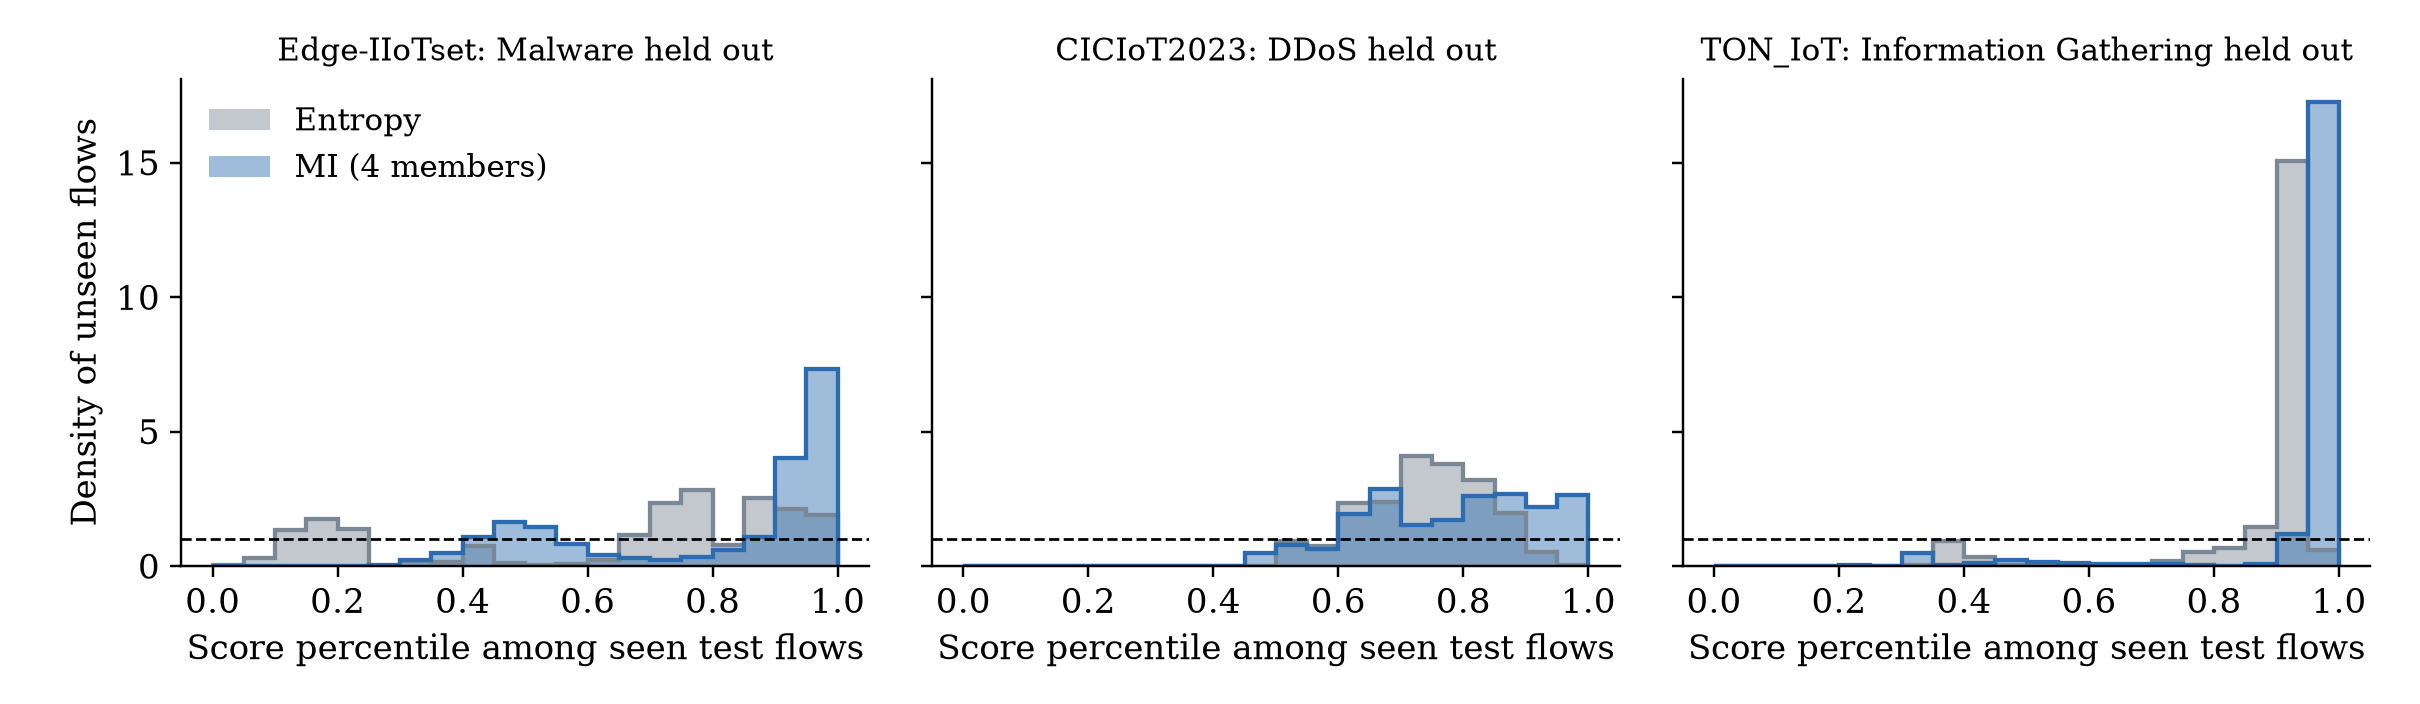 Edge-IIoTset: Malware held out
CICIoT2023: DDoS held out
TON_IoT: Information Gathering held out
Entropy
MI (4 members)
Density of unseen flows
15
10
5
0
0.0 0.2 0.4 0.6 0.8 1.0
0.0 0.2 0.4 0.6 0.8 1.0
0.0 0.2 0.4 0.6 0.8 1.0
Score percentile among seen test flows
Score percentile among seen test flows
Score percentile among seen test flows